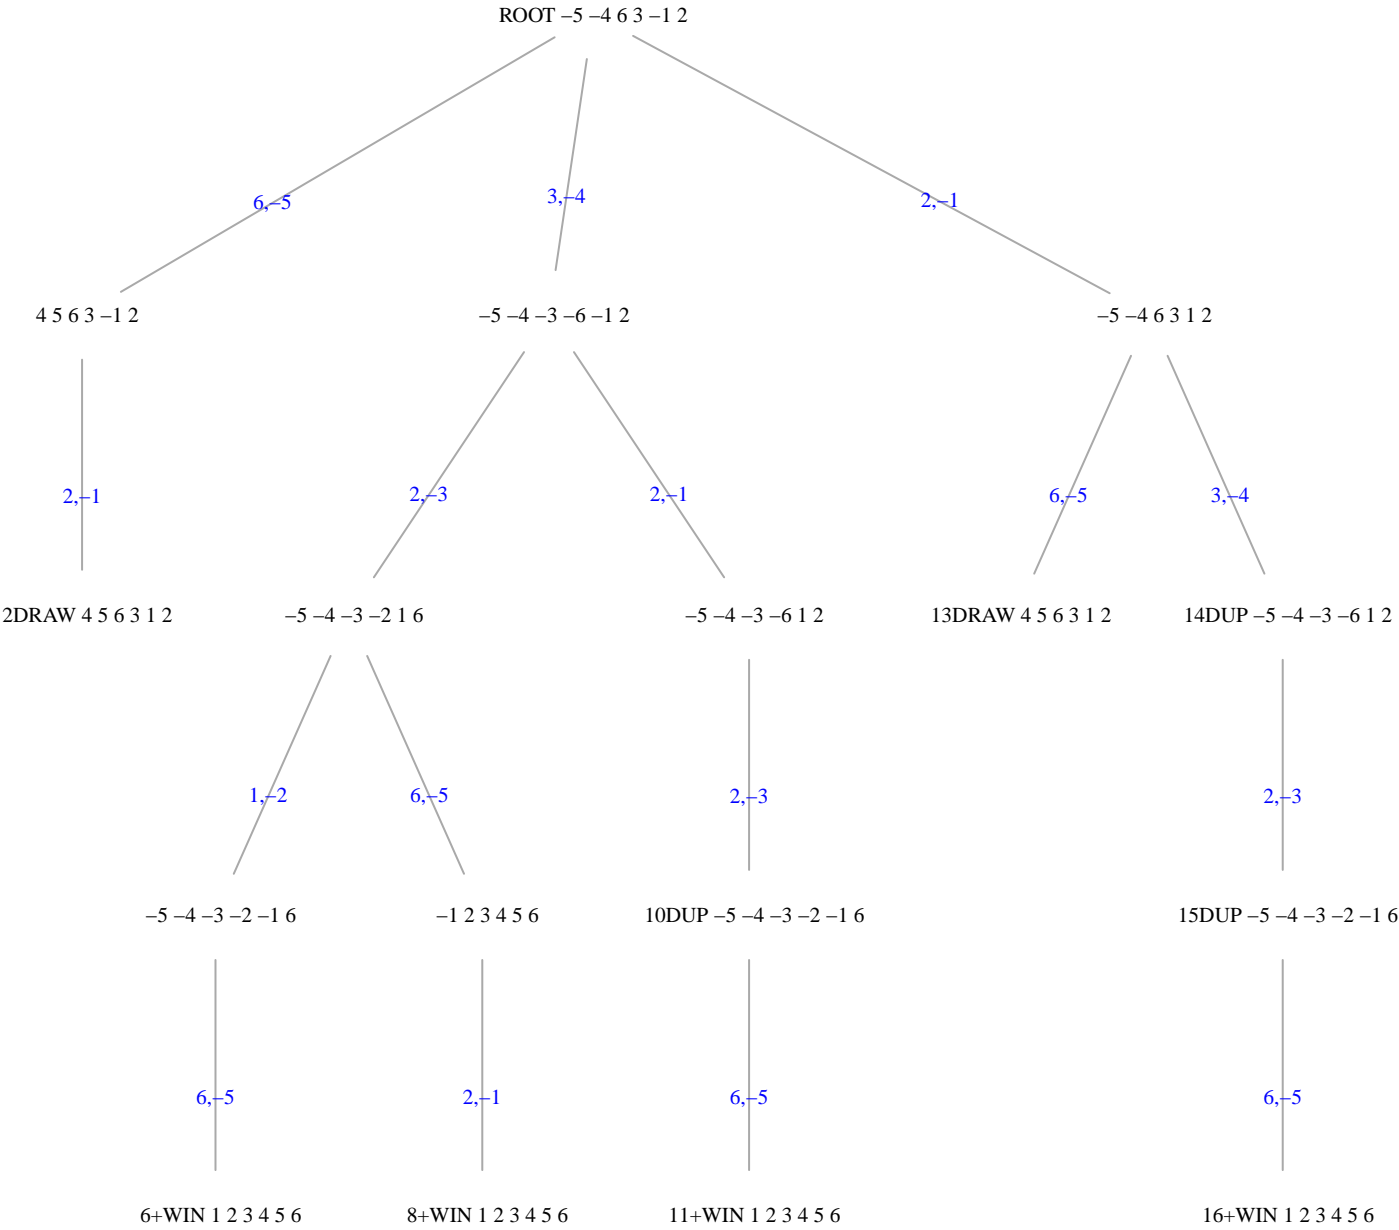 ROOT –5 –4 6 3 –1 2
6,–5
3,–4
2,–1
4 5 6 3 –1 2
–5 –4 –3 –6 –1 2
–5 –4 6 3 1 2
2,–1
2,–3
2,–1
6,–5
3,–4
2DRAW 4 5 6 3 1 2
–5 –4 –3 –2 1 6
–5 –4 –3 –6 1 2
13DRAW 4 5 6 3 1 2
14DUP –5 –4 –3 –6 1 2
1,–2
6,–5
2,–3
2,–3
–5 –4 –3 –2 –1 6
–1 2 3 4 5 6
10DUP –5 –4 –3 –2 –1 6
15DUP –5 –4 –3 –2 –1 6
6,–5
2,–1
6,–5
6,–5
6+WIN 1 2 3 4 5 6
8+WIN 1 2 3 4 5 6
11+WIN 1 2 3 4 5 6
16+WIN 1 2 3 4 5 6